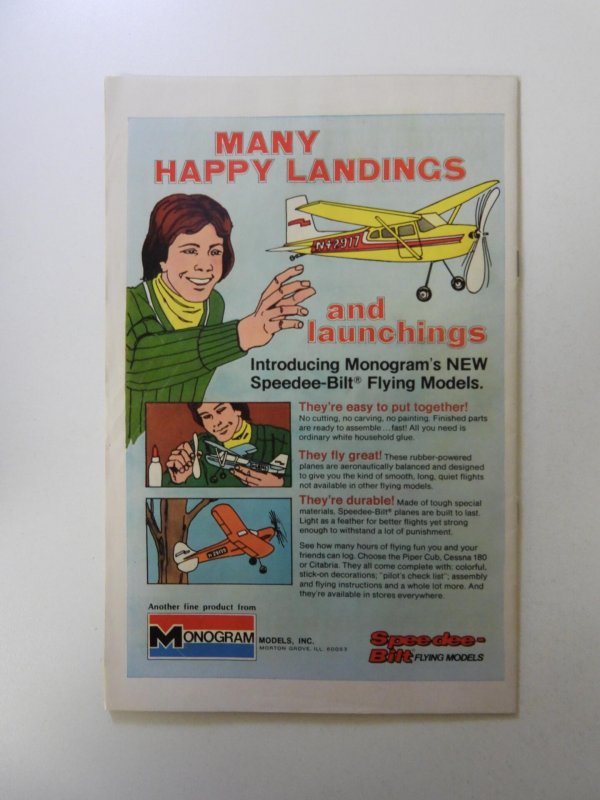 MANY
HAPPY LANDINGS
N42917
and
launchings
Introducing Monogram's NEW
Speedee-Bilt® Flying Models.
They're easy to put together!
No cutting, no carving, no painting. Finished parts
are ready to assemble...fast! All you need is
ordinary white household glue.
They fly great! These rubber-powered
planes are aeronautically balanced and designed
to give you the kind of smooth, long, quiet flights
not available in other flying models.
They're durable! Made of tough special
materials, Speedee-Bilt® planes are built to last.
Light as a feather for better flights yet strong
enough to withstand a lot of punishment.
See how many hours of flying fun you and your
friends can log. Choose the Piper Cub, Cessna 180
or Citabria. They all come complete with: colorful,
stick-on decorations; "pilot's check list"; assembly
and flying instructions and a whole lot more. And
they're available in stores everywhere.
Another fine product from
MONOGRAM MODELS, INC.
MORTON GROVE, ILL. 60053
Speedee-
Bilt FLYING MODELS